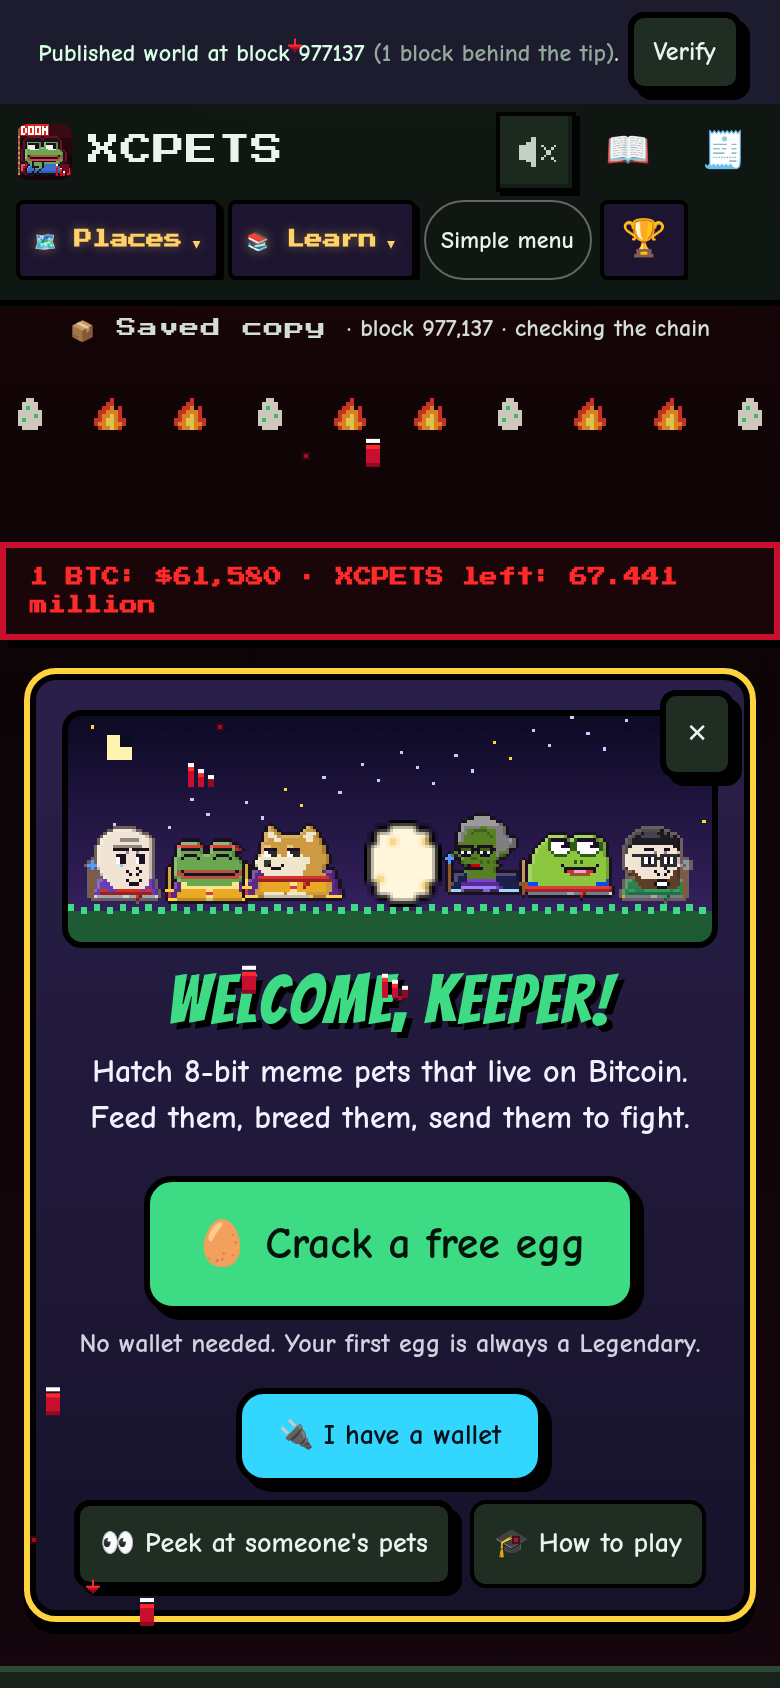 Published world at block 977137 (1 block behind the tip). Verify
DOOM XCPETS
Places ▾ Learn ▾ Simple menu
Saved copy · block 977,137 · checking the chain
1 BTC: $61,580 · XCPETS left: 67.441
million
×
WELCOME, KEEPER!
Hatch 8-bit meme pets that live on Bitcoin.
Feed them, breed them, send them to fight.
Crack a free egg
No wallet needed. Your first egg is always a Legendary.
I have a wallet
Peek at someone's pets How to play